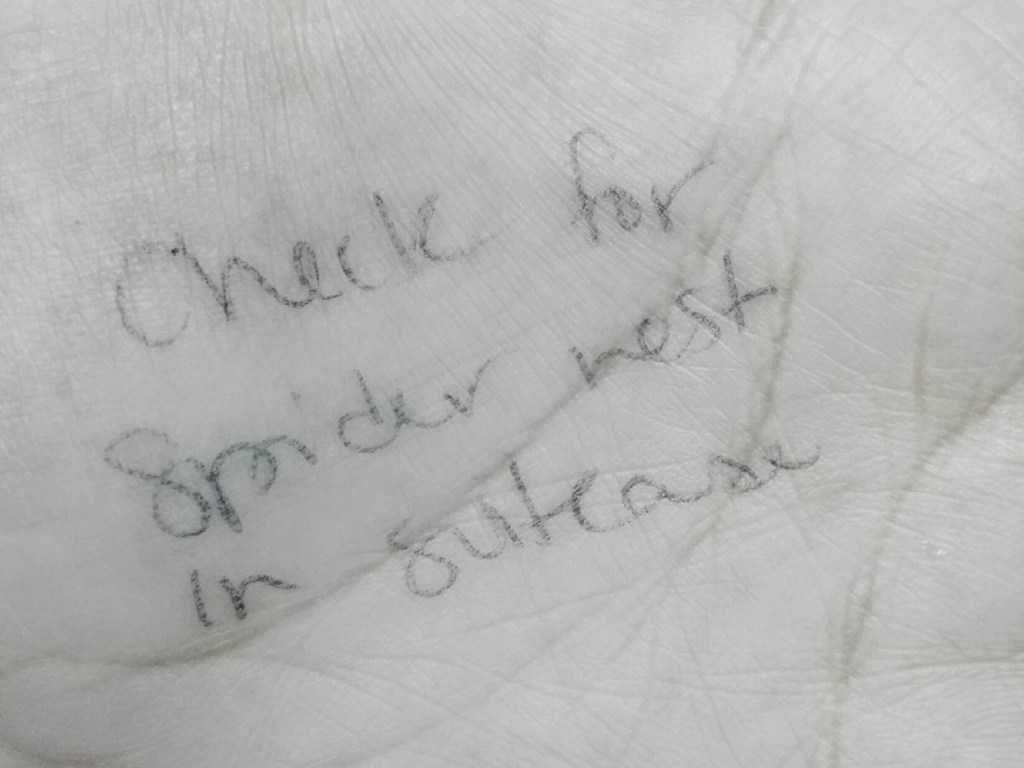 Check for
Spider nest
in suitcase